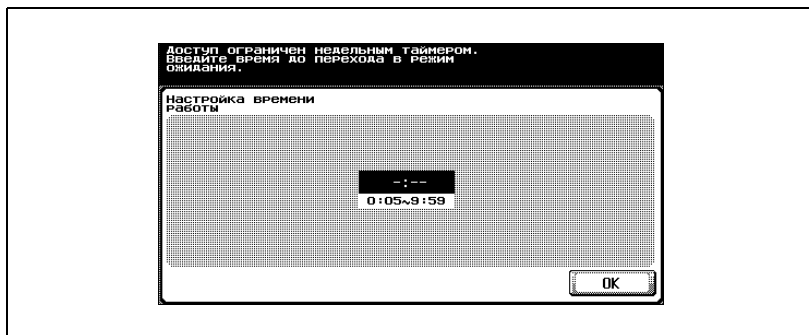 Доступ ограничен недельным таймером.
Введите время до перехода в режим
ожидания.
Настройка времени
работы
-:--
0:05~9:59
OK